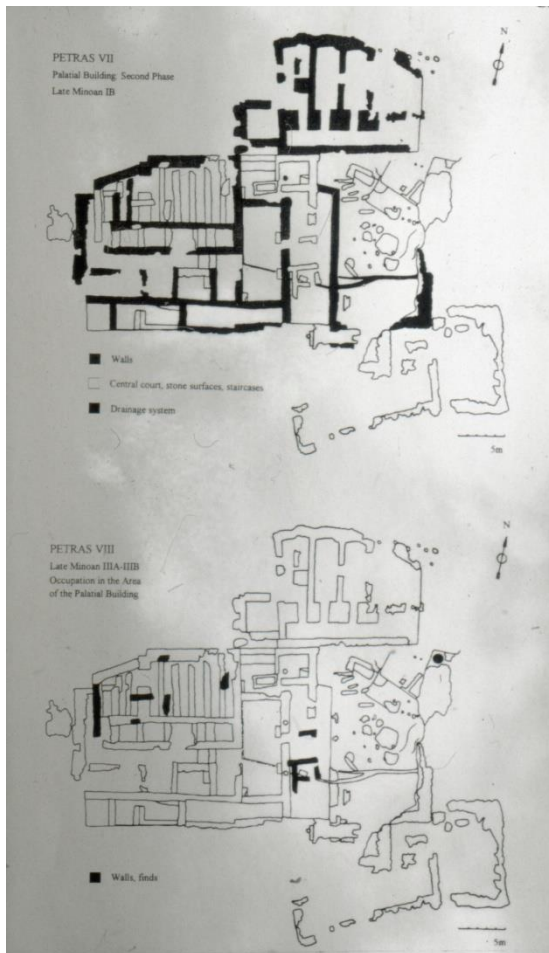 N
PETRAS VII
Palatial Building: Second Phase
Late Minoan IB
Walls
Central court, stone surfaces, staircases
Drainage system
5m
N
PETRAS VIII
Late Minoan IIIA-IIIB
Occupation in the Area
of the Palatial Building
Walls, finds
5m